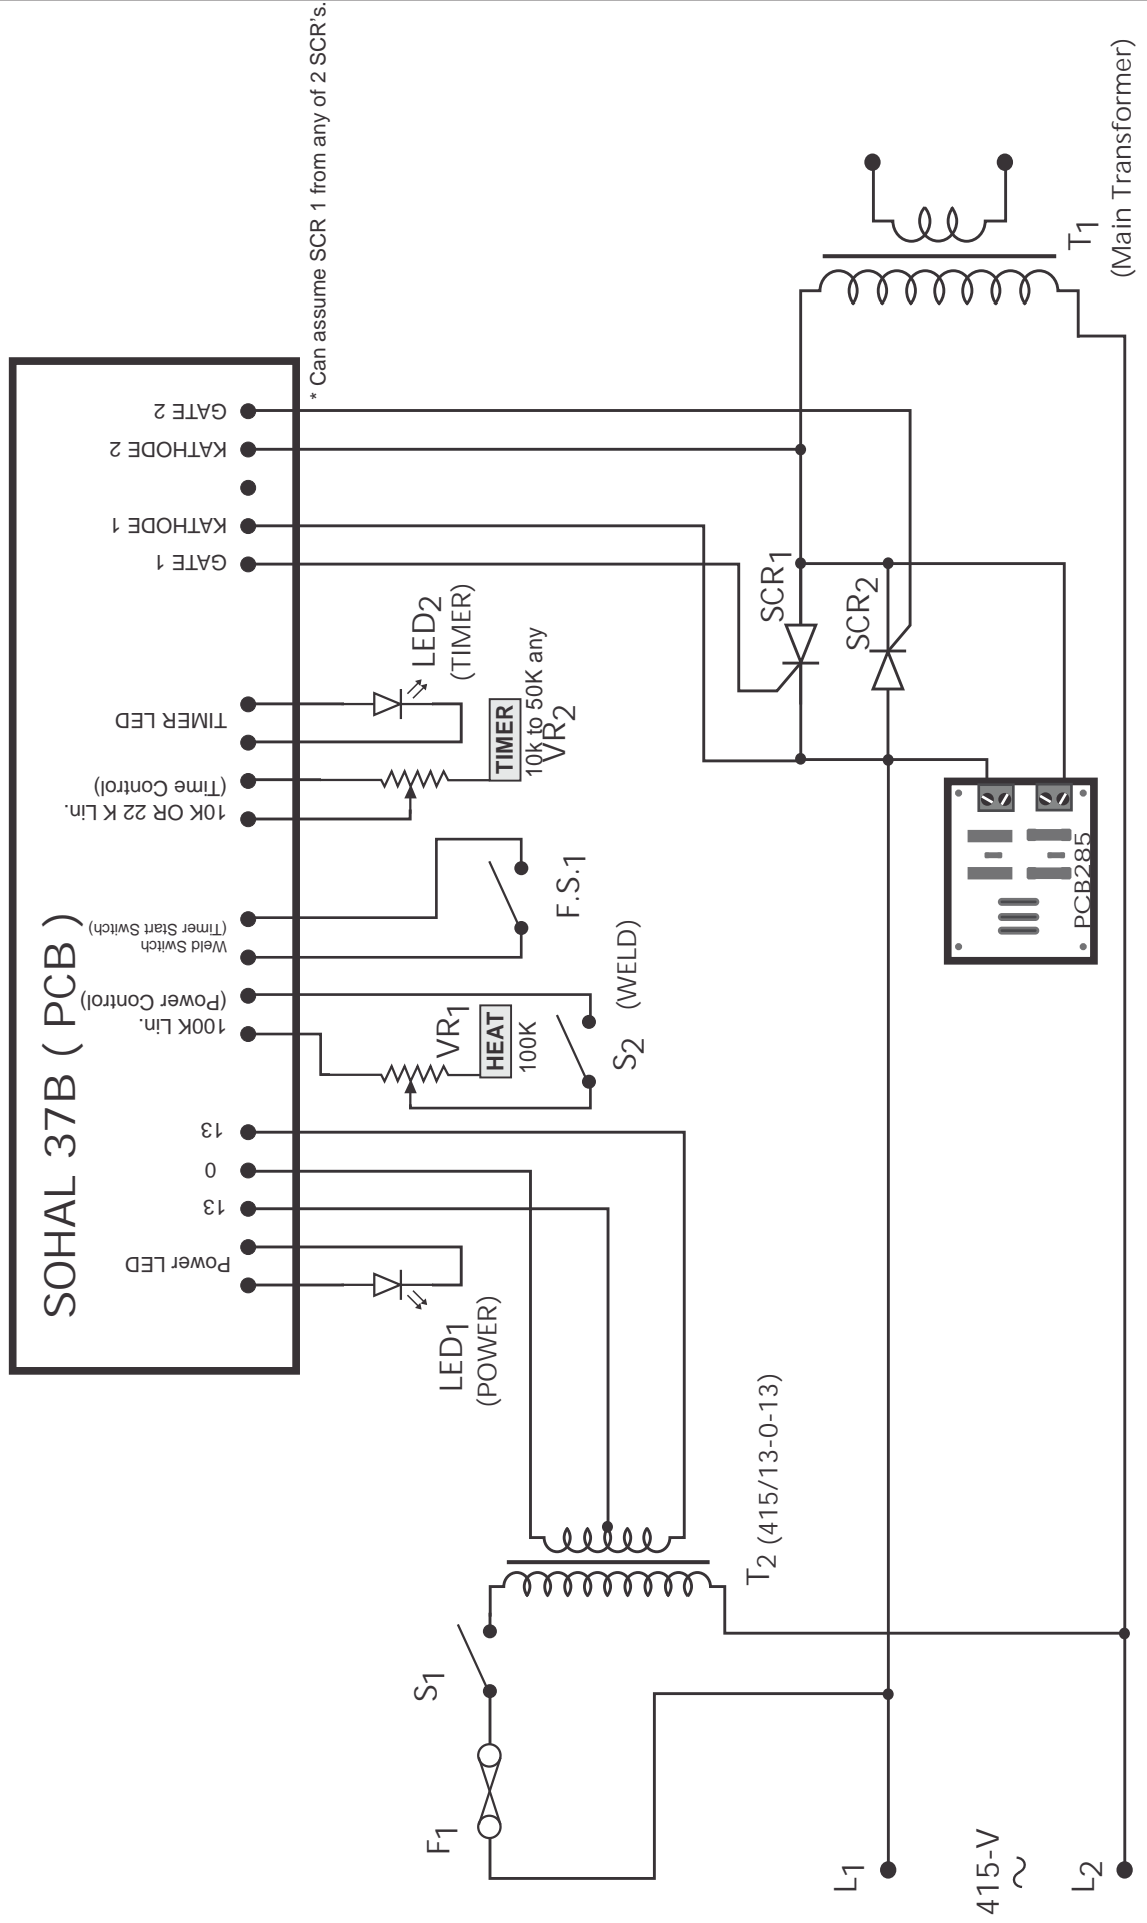 SOHAL 37B ( PCB )
Power LED
13
0
13
100K Lin.
(Power Control)
Weld Switch
(Timer Start Switch)
10K OR 22 K Lin.
(Time Control)
TIMER LED
GATE 1
KATHODE 1
KATHODE 2
GATE 2
* Can assume SCR 1 from any of 2 SCR's.
LED1
(POWER)
VR1
HEAT
100K
S2
(WELD)
F.S.1
LED2
(TIMER)
TIMER
10k to 50K any
VR2
F1
S1
T2 (415/13-0-13)
SCR1
SCR2
L1
415-V
~
L2
PCB285
T1
(Main Transformer)